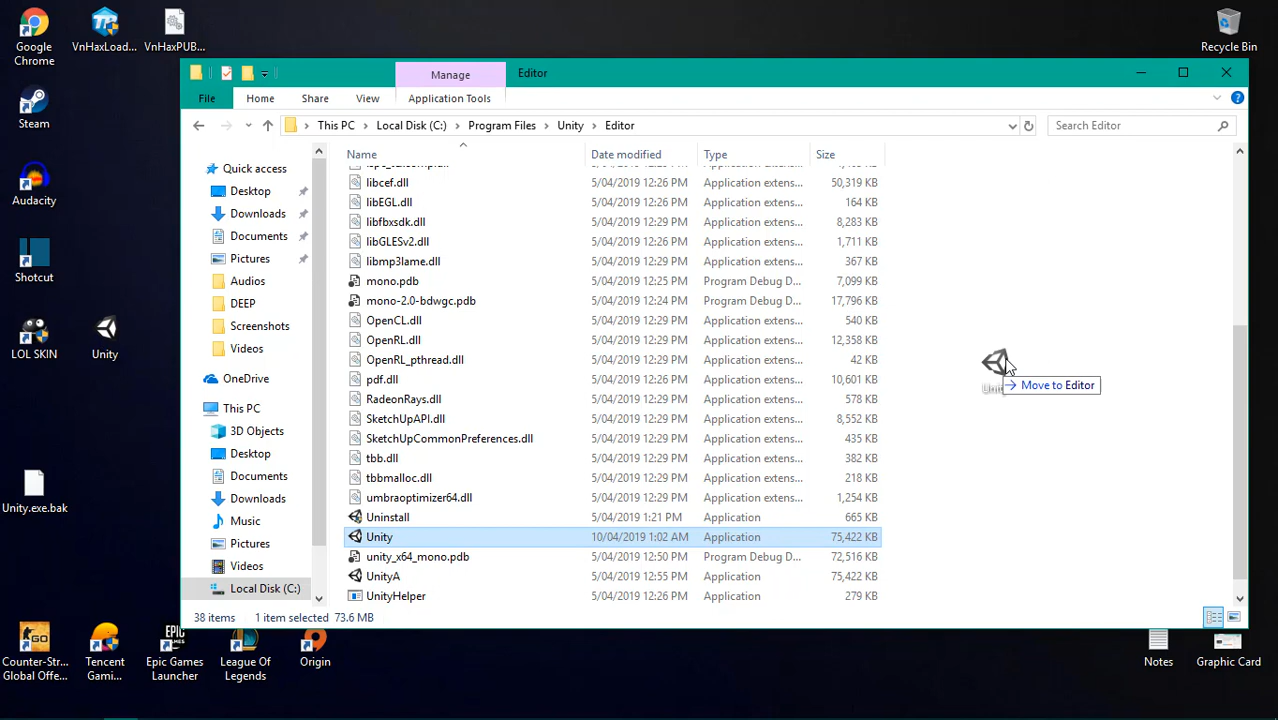 Google
Chrome
VnHaxLoad...
VnHaxPUB...
Recycle Bin
Steam
Audacity
Shotcut
LOL SKIN
Unity
Unity.exe.bak
Counter-Str...
Global Offe...
Tencent
Gami...
Epic Games
Launcher
League Of
Legends
Origin
Notes
Graphic Card
Manage
Editor
File
Home
Share
View
Application Tools
This PC
Local Disk (C:)
Program Files
Unity
Editor
Search Editor
Quick access
Desktop
Downloads
Documents
Pictures
Audios
DEEP
Screenshots
Videos
OneDrive
This PC
3D Objects
Desktop
Documents
Downloads
Music
Pictures
Videos
Local Disk (C:)
Name Date modified Type Size
libcef.dll 5/04/2019 12:26 PM Application extens... 50,319 KB
libEGL.dll 5/04/2019 12:26 PM Application extens... 164 KB
libfbxsdk.dll 5/04/2019 12:29 PM Application extens... 8,283 KB
libGLESv2.dll 5/04/2019 12:26 PM Application extens... 1,711 KB
libmp3lame.dll 5/04/2019 12:26 PM Application extens... 367 KB
mono.pdb 5/04/2019 12:25 PM Program Debug D... 7,099 KB
mono-2.0-bdwgc.pdb 5/04/2019 12:24 PM Program Debug D... 17,796 KB
OpenCL.dll 5/04/2019 12:29 PM Application extens... 540 KB
OpenRL.dll 5/04/2019 12:29 PM Application extens... 12,358 KB
OpenRL_pthread.dll 5/04/2019 12:29 PM Application extens... 42 KB
pdf.dll 5/04/2019 12:29 PM Application extens... 10,601 KB
RadeonRays.dll 5/04/2019 12:29 PM Application extens... 578 KB
SketchUpAPI.dll 5/04/2019 12:29 PM Application extens... 8,552 KB
SketchUpCommonPreferences.dll 5/04/2019 12:29 PM Application extens... 435 KB
tbb.dll 5/04/2019 12:29 PM Application extens... 382 KB
tbbmalloc.dll 5/04/2019 12:29 PM Application extens... 218 KB
umbraoptimizer64.dll 5/04/2019 12:29 PM Application extens... 1,254 KB
Uninstall 5/04/2019 1:21 PM Application 665 KB
Unity 10/04/2019 1:02 AM Application 75,422 KB
unity_x64_mono.pdb 5/04/2019 12:50 PM Program Debug D... 72,516 KB
UnityA 5/04/2019 12:55 PM Application 75,422 KB
UnityHelper 5/04/2019 12:26 PM Application 279 KB
Move to Editor
38 items 1 item selected 73.6 MB